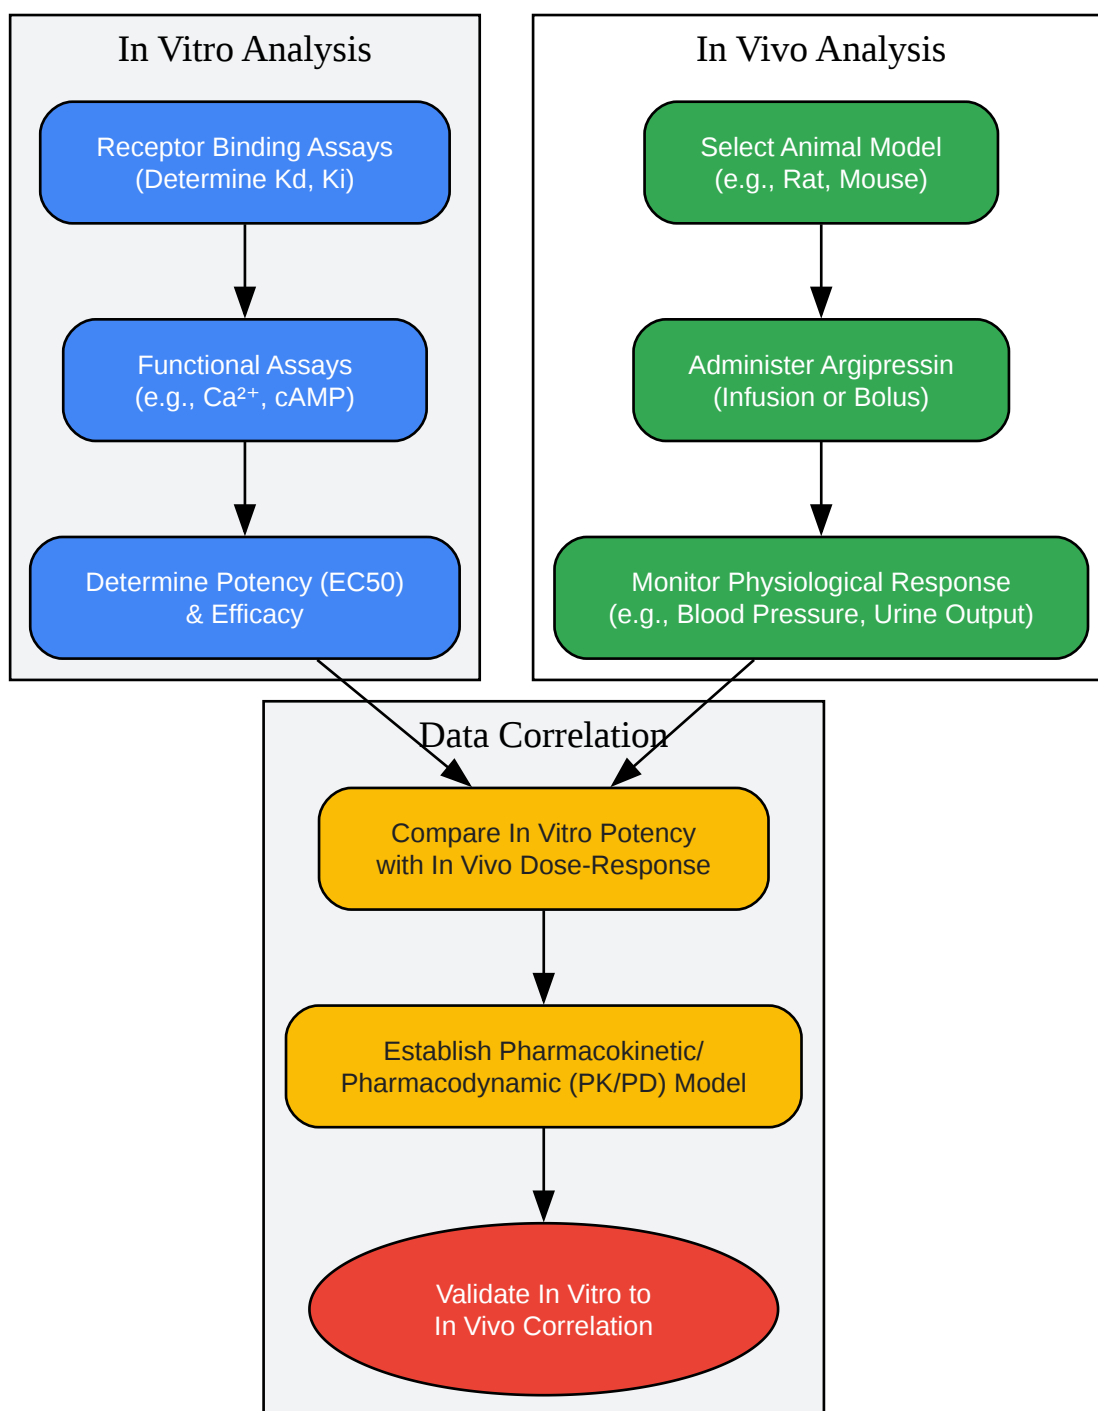 In Vitro Analysis
Receptor Binding Assays
(Determine Kd, Ki)
Functional Assays
(e.g., Ca²⁺, cAMP)
Determine Potency (EC50)
& Efficacy
In Vivo Analysis
Select Animal Model
(e.g., Rat, Mouse)
Administer Argipressin
(Infusion or Bolus)
Monitor Physiological Response
(e.g., Blood Pressure, Urine Output)
Data Correlation
Compare In Vitro Potency
with In Vivo Dose-Response
Establish Pharmacokinetic/
Pharmacodynamic (PK/PD) Model
Validate In Vitro to
In Vivo Correlation